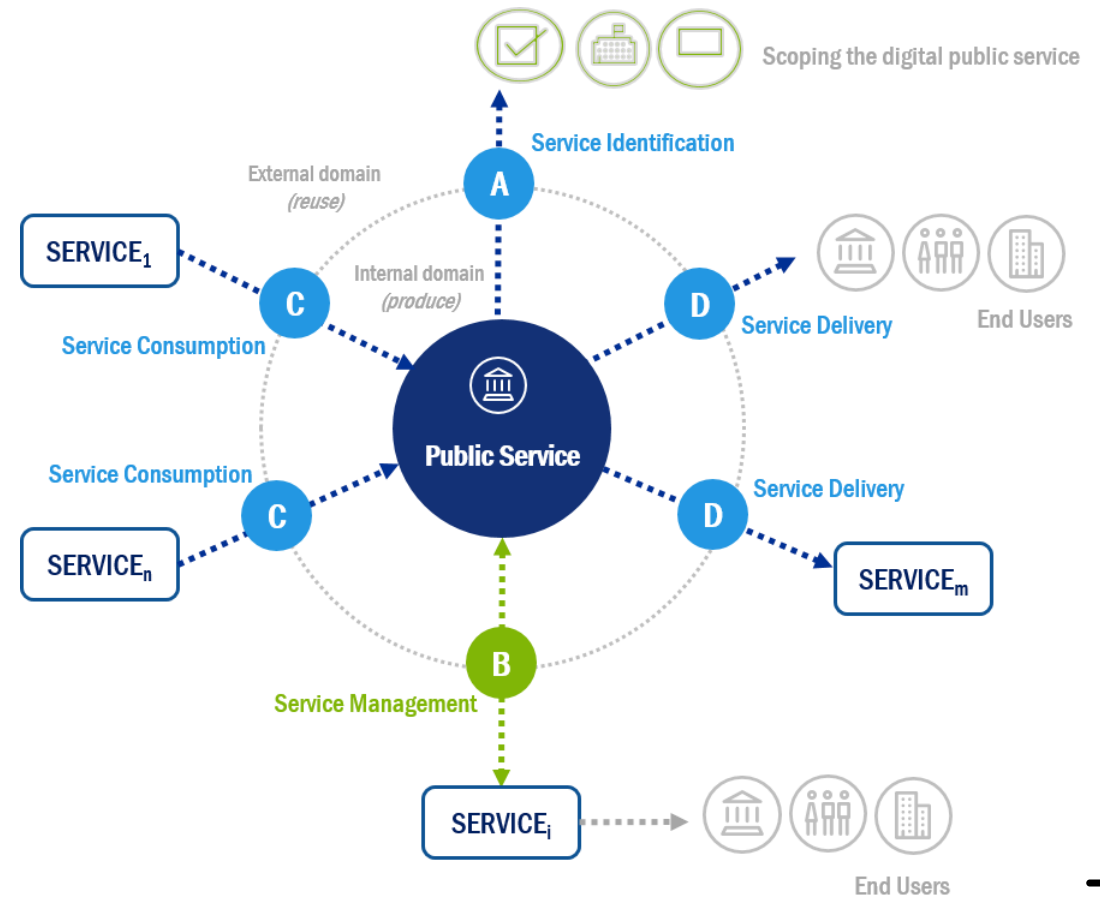 Scoping the digital public service
Service Identification
A
External domain
(reuse)
SERVICE1
Internal domain
(produce)
C
D
End Users
Service Consumption
Service Delivery
Public Service
Service Consumption
Service Delivery
C
D
SERVICEn
SERVICEm
B
Service Management
SERVICEi
End Users